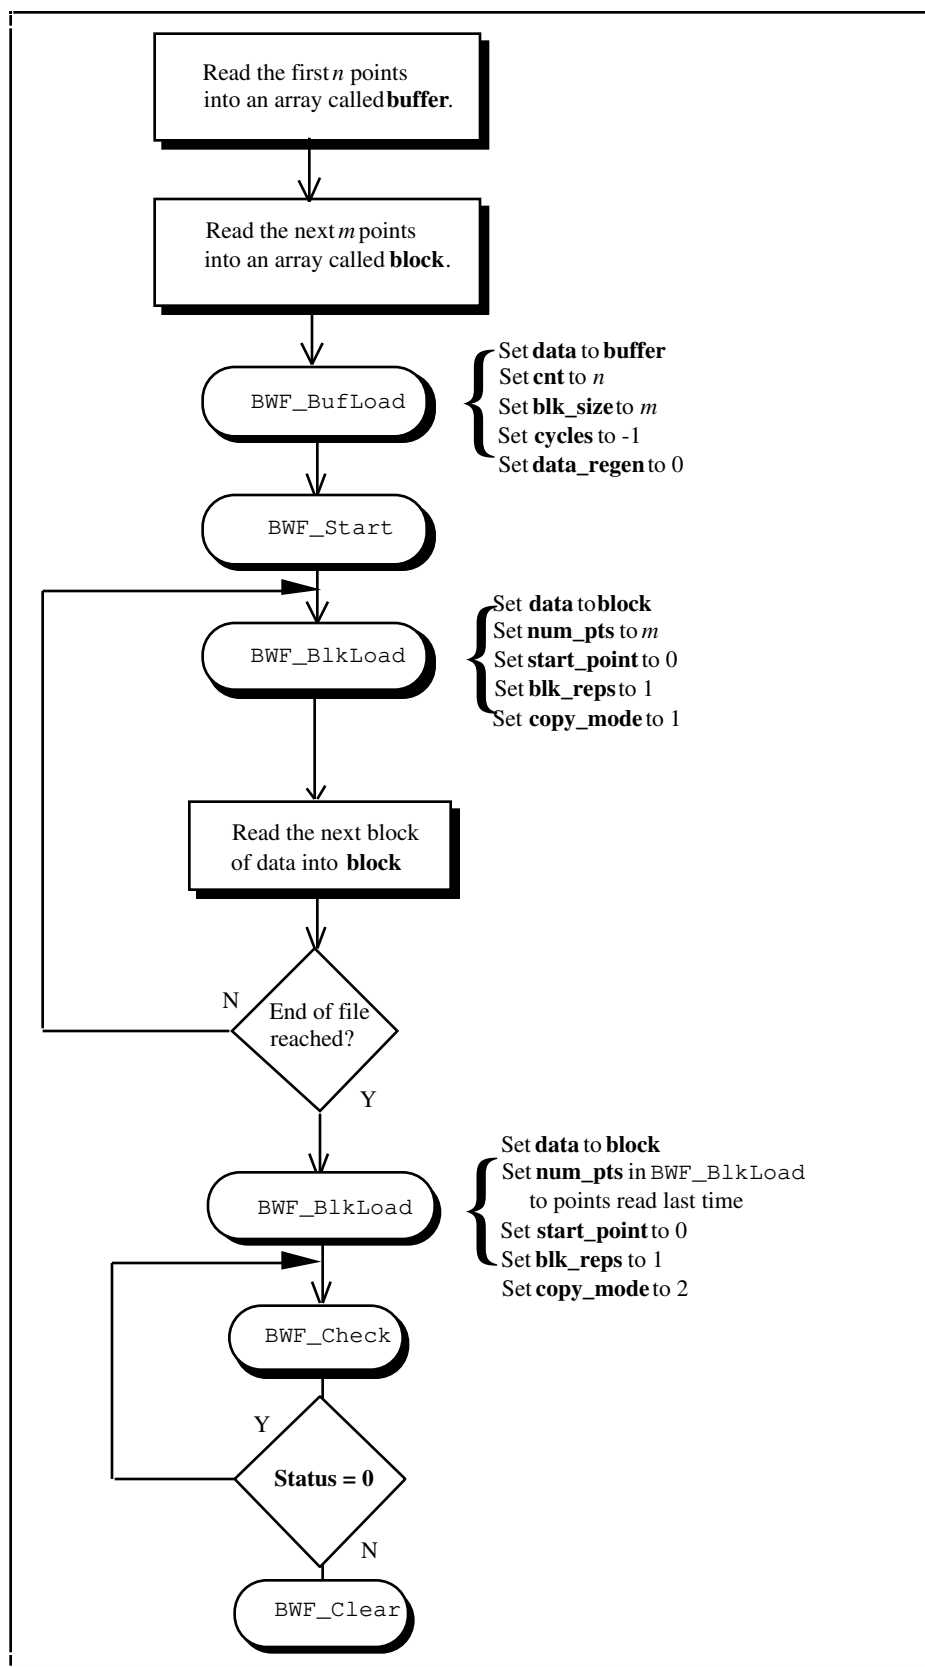 Read the first n points
into an array called buffer.
Read the next m points
into an array called block.
BWF_BufLoad
Set data to buffer
Set cnt to n
Set blk_size to m
Set cycles to -1
Set data_regen to 0
BWF_Start
BWF_BlkLoad
Set data to block
Set num_pts to m
Set start_point to 0
Set blk_reps to 1
Set copy_mode to 1
Read the next block
of data into block
N
End of file
reached?
Y
BWF_BlkLoad
Set data to block
Set num_pts in BWF_BlkLoad
to points read last time
Set start_point to 0
Set blk_reps to 1
Set copy_mode to 2
BWF_Check
Y
Status = 0
N
BWF_Clear